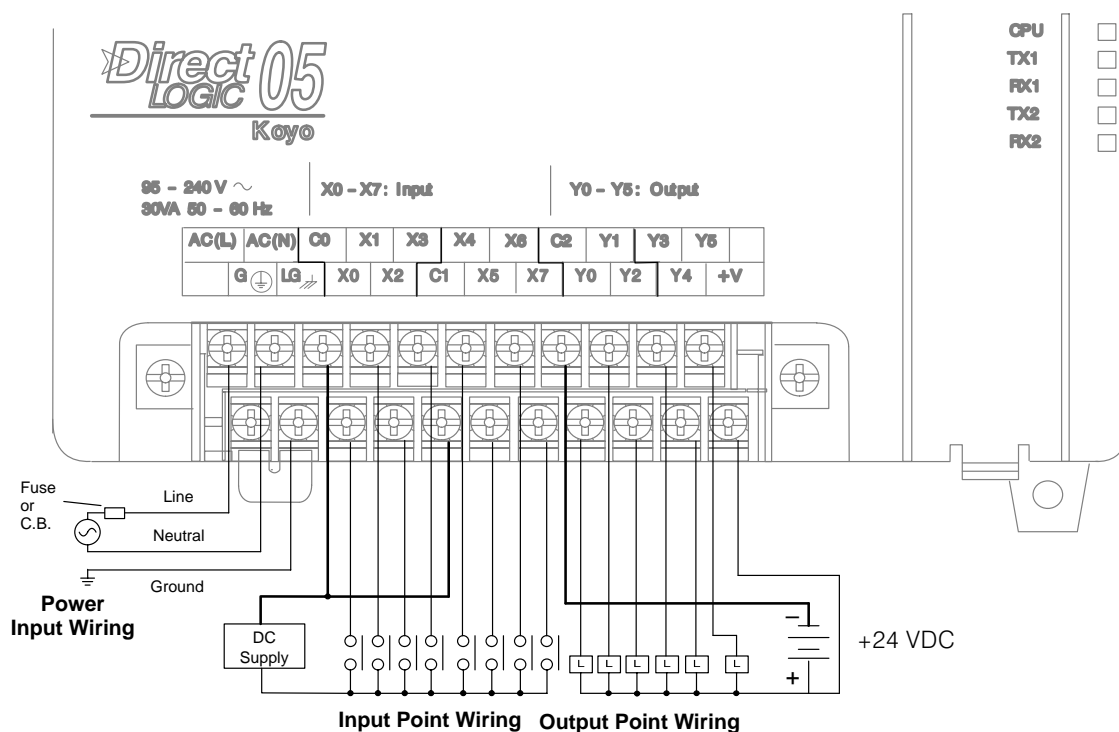 Direct
LOGIC 05
Koyo
CPU
TX1
RX1
TX2
RX2
95 – 240 V ∼
30VA 50 – 60 Hz
X0 – X7: Input
Y0 – Y5: Output
AC(L) AC(N) C0 X1 X3 X4 X6 C2 Y1 Y3 Y5
G LG X0 X2 C1 X5 X7 Y0 Y2 Y4 +V
Fuse
or
C.B.
Line
Neutral
Ground
Power
Input Wiring
DC
Supply
L L L L L L
–
+
+24 VDC
Input Point Wiring
Output Point Wiring